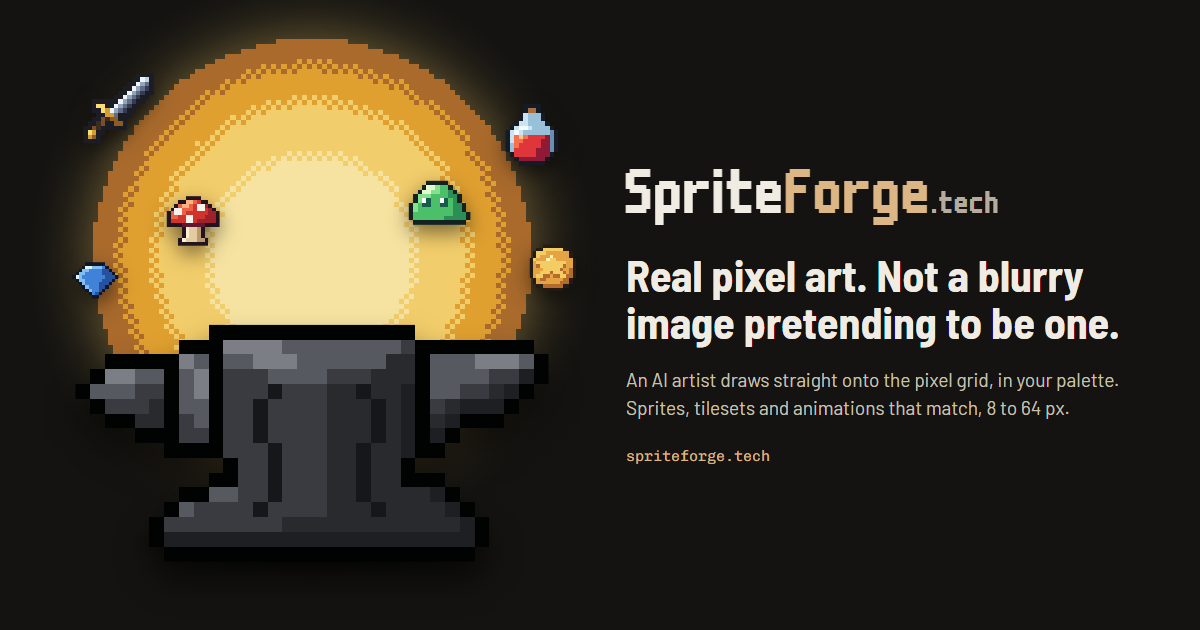 SpriteForge.tech
Real pixel art. Not a blurry
image pretending to be one.
An AI artist draws straight onto the pixel grid, in your palette.
Sprites, tilesets and animations that match, 8 to 64 px.
spriteforge.tech